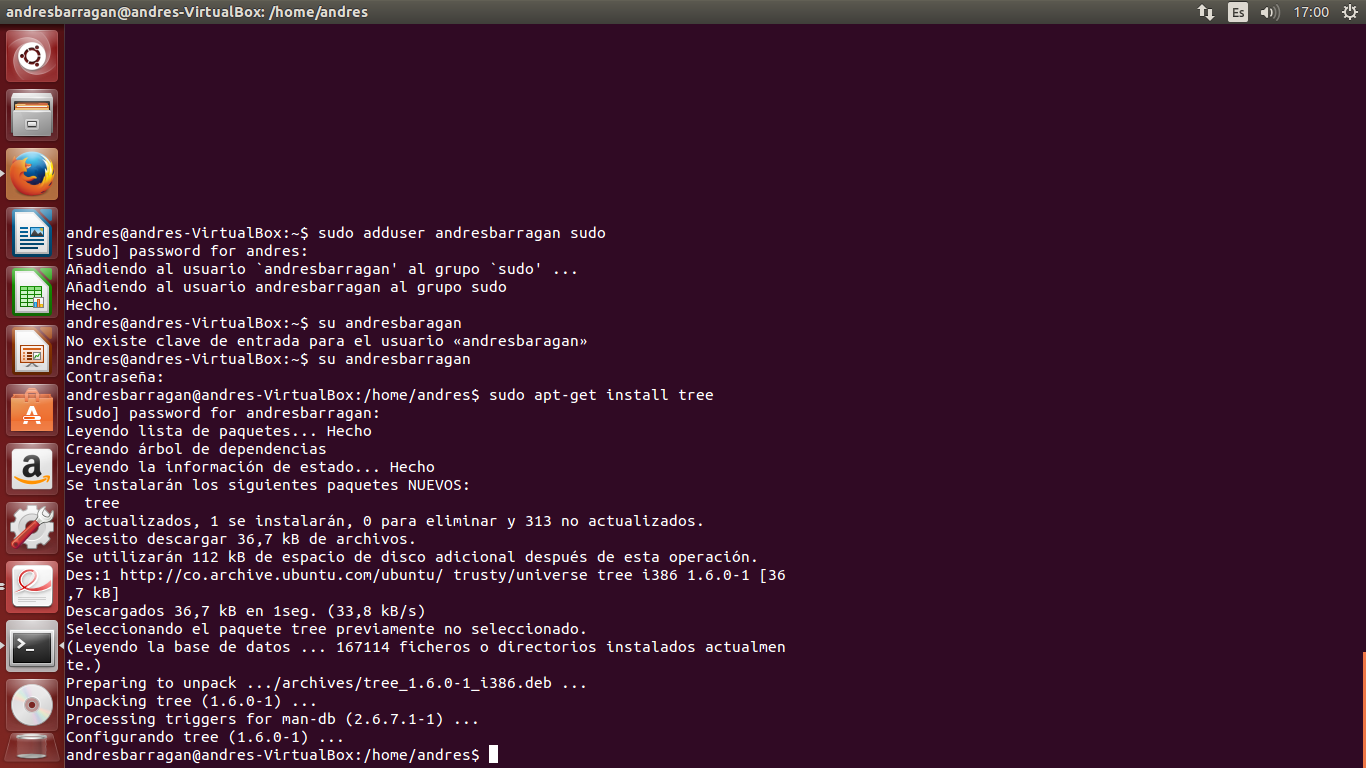 andresbarragan@andres-VirtualBox: /home/andres
Es
17:00
andres@andres-VirtualBox:~$ sudo adduser andresbarragan sudo
[sudo] password for andres:
Añadiendo al usuario `andresbarragan' al grupo `sudo' ...
Añadiendo al usuario andresbarragan al grupo sudo
Hecho.
andres@andres-VirtualBox:~$ su andresbaragan
No existe clave de entrada para el usuario «andresbaragan»
andres@andres-VirtualBox:~$ su andresbarragan
Contraseña:
andresbarragan@andres-VirtualBox:/home/andres$ sudo apt-get install tree
[sudo] password for andresbarragan:
Leyendo lista de paquetes... Hecho
Creando árbol de dependencias
Leyendo la información de estado... Hecho
Se instalarán los siguientes paquetes NUEVOS:
  tree
0 actualizados, 1 se instalarán, 0 para eliminar y 313 no actualizados.
Necesito descargar 36,7 kB de archivos.
Se utilizarán 112 kB de espacio de disco adicional después de esta operación.
Des:1 http://co.archive.ubuntu.com/ubuntu/ trusty/universe tree i386 1.6.0-1 [36
,7 kB]
Descargados 36,7 kB en 1seg. (33,8 kB/s)
Seleccionando el paquete tree previamente no seleccionado.
(Leyendo la base de datos ... 167114 ficheros o directorios instalados actualmen
te.)
Preparing to unpack .../archives/tree_1.6.0-1_i386.deb ...
Unpacking tree (1.6.0-1) ...
Processing triggers for man-db (2.6.7.1-1) ...
Configurando tree (1.6.0-1) ...
andresbarragan@andres-VirtualBox:/home/andres$